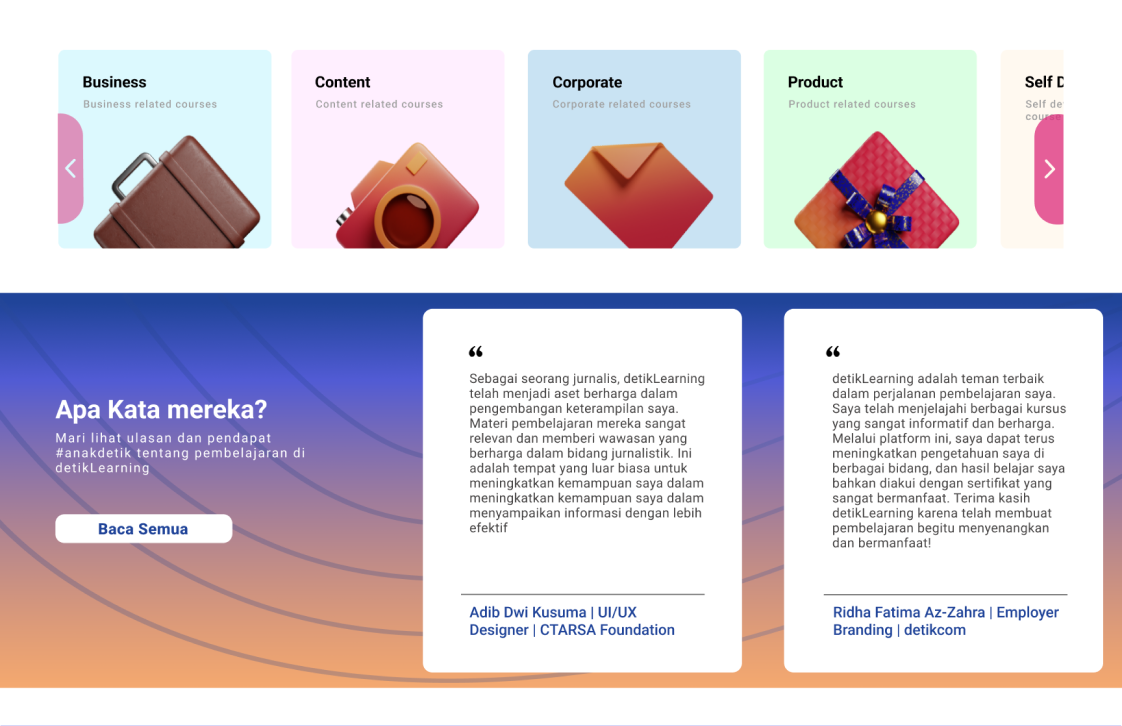 Business
Business related courses
Content
Content related courses
Corporate
Corporate related courses
Product
Product related courses
Self D
Self de
course
Apa Kata mereka?
Mari lihat ulasan dan pendapat
#anakdetik tentang pembelajaran di
detikLearning
Baca Semua
“
Sebagai seorang jurnalis, detikLearning
telah menjadi aset berharga dalam
pengembangan keterampilan saya.
Materi pembelajaran mereka sangat
relevan dan memberi wawasan yang
berharga dalam bidang jurnalistik. Ini
adalah tempat yang luar biasa untuk
meningkatkan kemampuan saya dalam
meningkatkan kemampuan saya dalam
menyampaikan informasi dengan lebih
efektif
Adib Dwi Kusuma | UI/UX
Designer | CTARSA Foundation
“
detikLearning adalah teman terbaik
dalam perjalanan pembelajaran saya.
Saya telah menjelajahi berbagai kursus
yang sangat informatif dan berharga.
Melalui platform ini, saya dapat terus
meningkatkan pengetahuan saya di
berbagai bidang, dan hasil belajar saya
bahkan diakui dengan sertifikat yang
sangat bermanfaat. Terima kasih
detikLearning karena telah membuat
pembelajaran begitu menyenangkan
dan bermanfaat!
Ridha Fatima Az-Zahra | Employer
Branding | detikcom